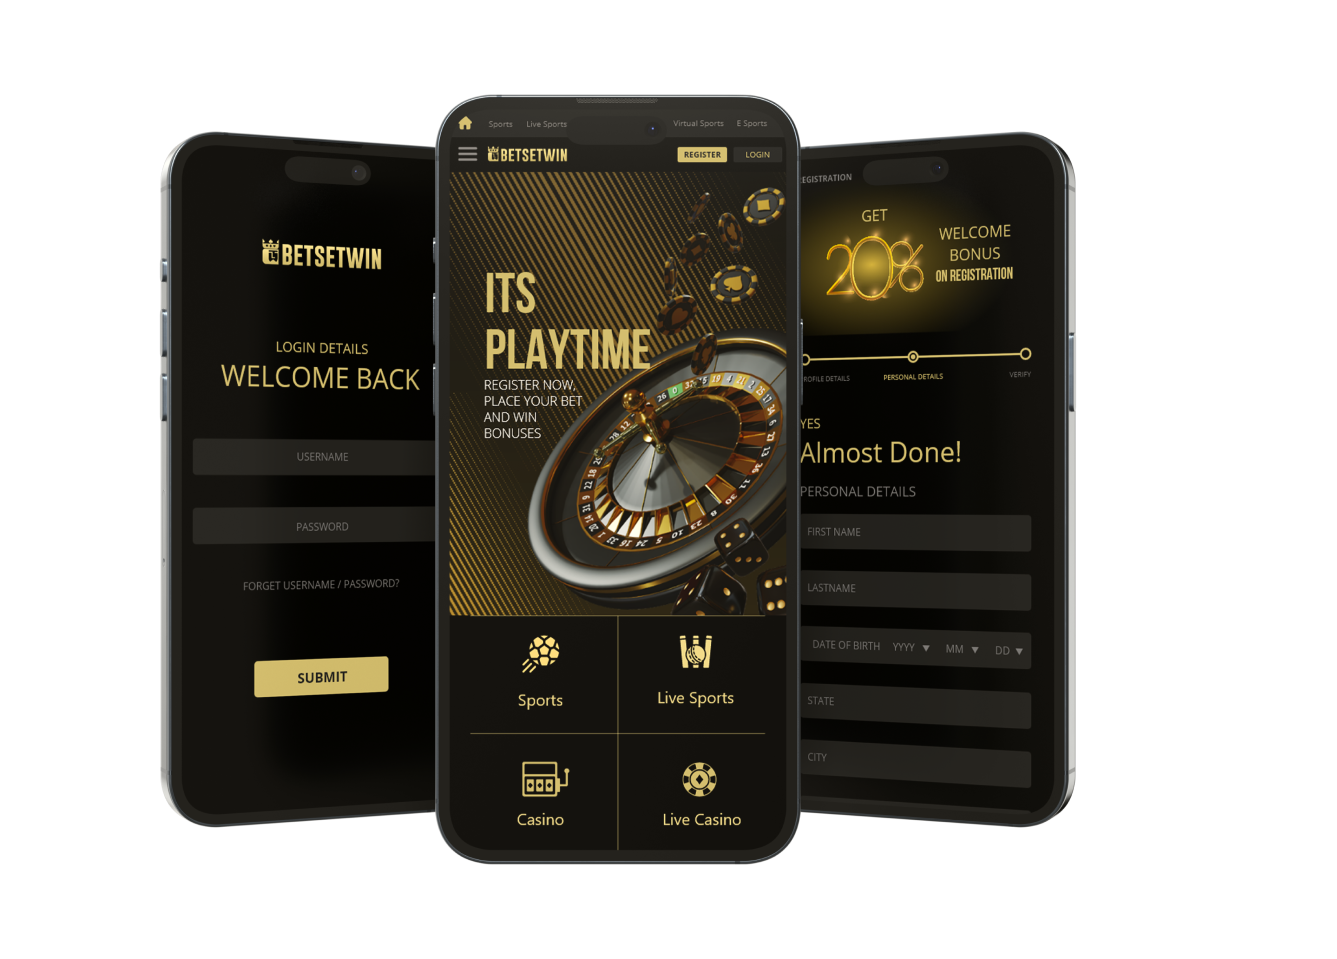 BETSETWIN
LOGIN DETAILS
WELCOME BACK
USERNAME
PASSWORD
FORGET USERNAME / PASSWORD?
SUBMIT
Sports Live Sports Virtual Sports E Sports
BETSETWIN REGISTER LOGIN
ITS
PLAYTIME
REGISTER NOW,
PLACE YOUR BET
AND WIN
BONUSES
Sports
Live Sports
Casino
Live Casino
EGISTRATION
GET
20%
WELCOME
BONUS
ON REGISTRATION
ROFILE DETAILS
PERSONAL DETAILS
VERIFY
YES
Almost Done!
PERSONAL DETAILS
FIRST NAME
LASTNAME
DATE OF BIRTH YYYY ▼ MM ▼ DD ▼
STATE
CITY